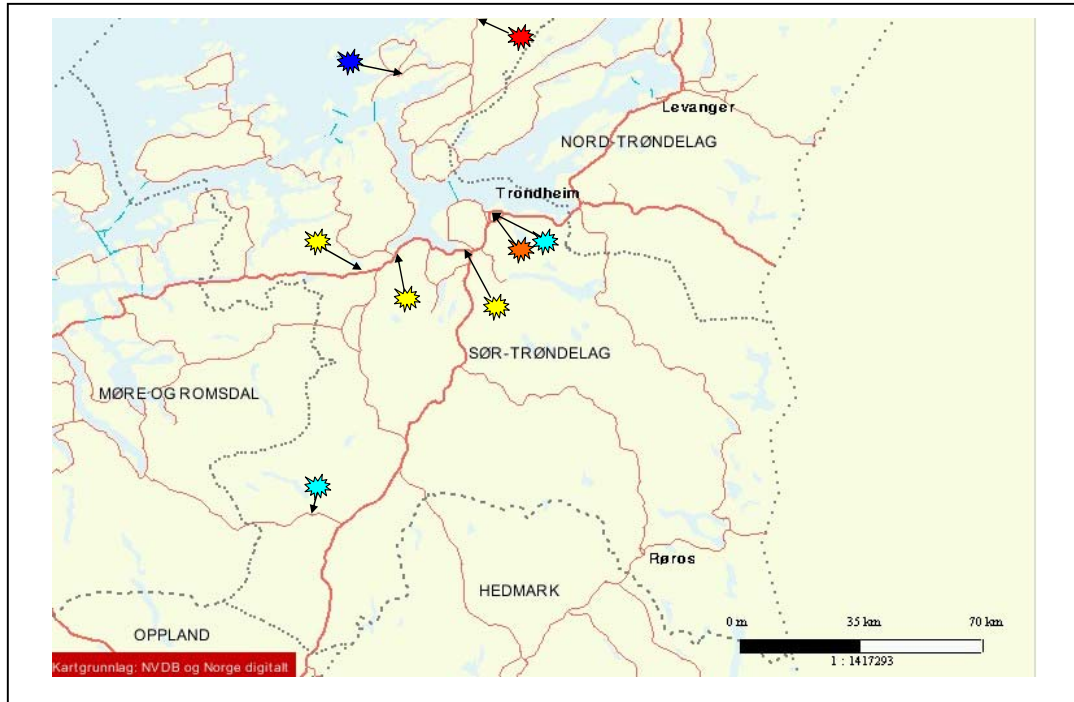 Levanger
NORD-TRØNDELAG
Trondheim
SØR-TRØNDELAG
MØRE OG ROMSDAL
Røros
HEDMARK
OPPLAND
0 m 35 km 70 km
1 : 1417293
Kartgrunnlag: NVDB og Norge digitalt